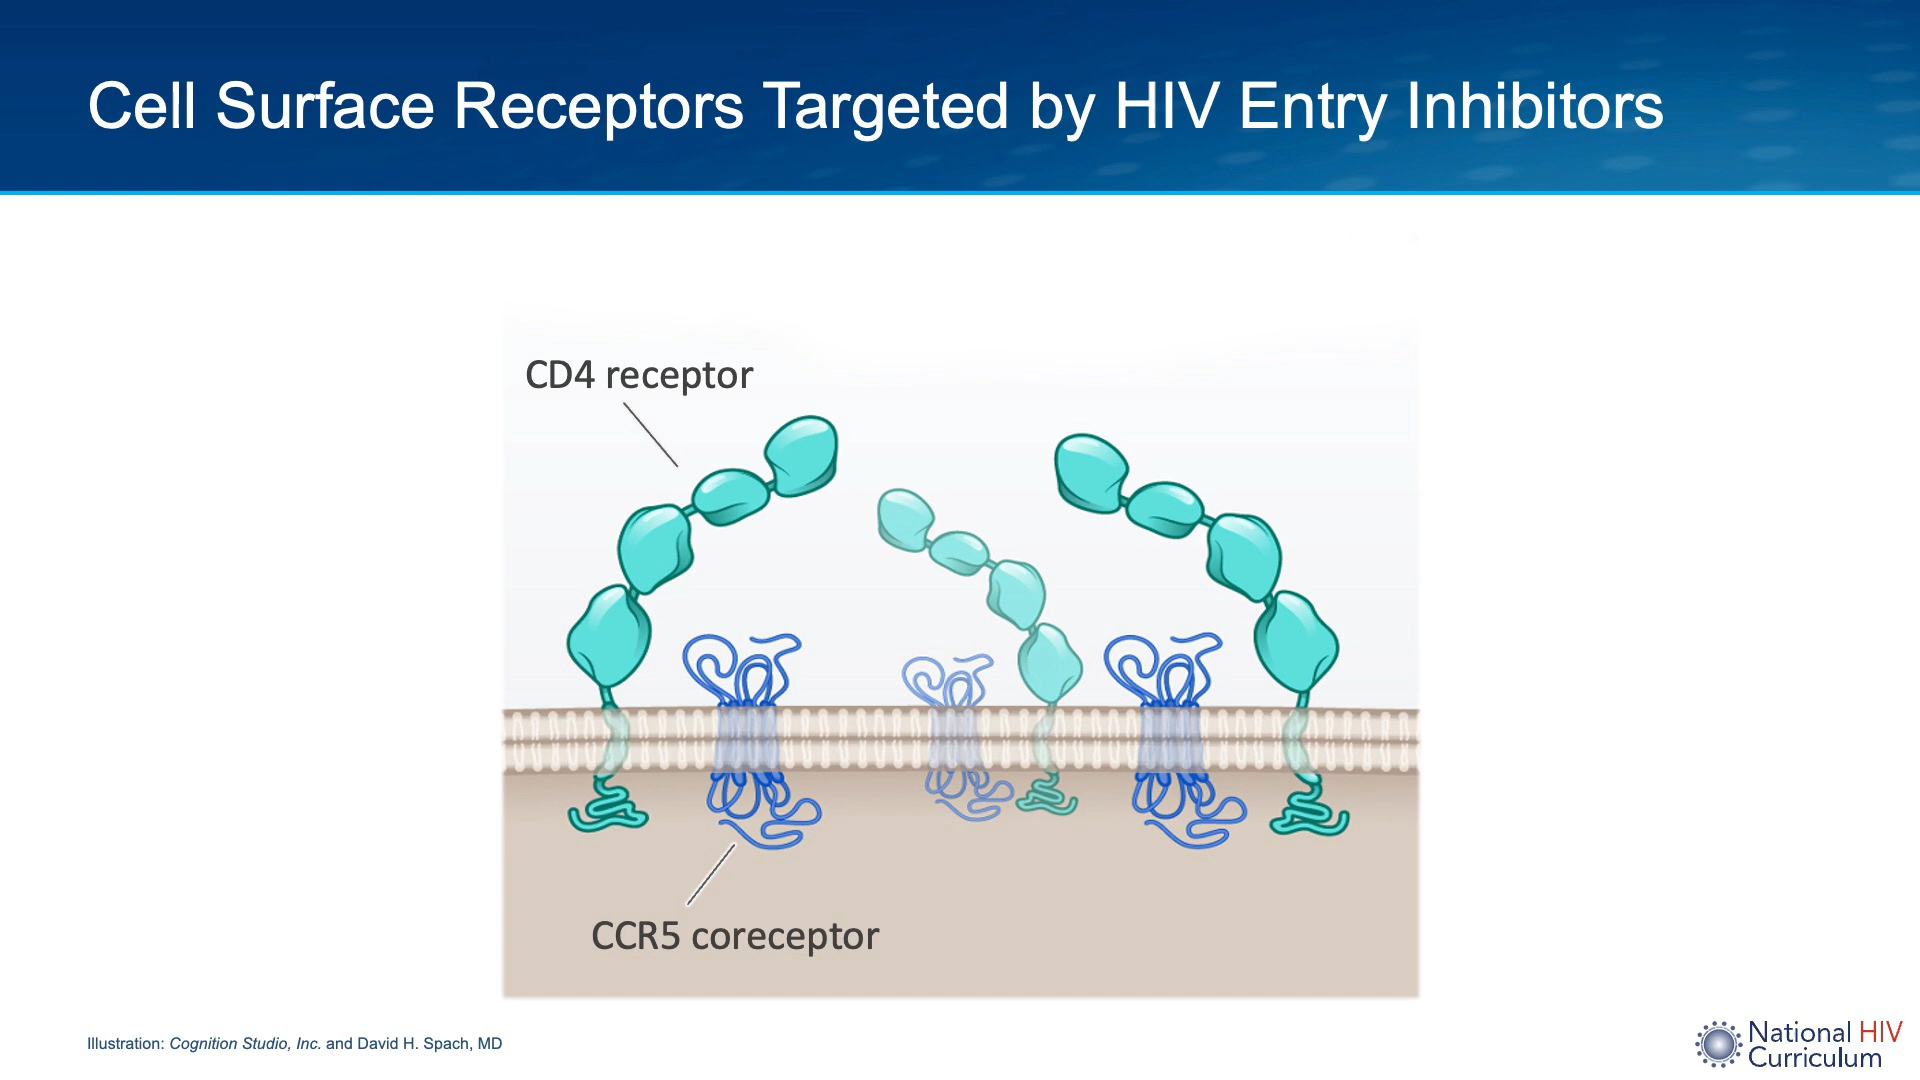 Cell Surface Receptors Targeted by HIV Entry Inhibitors
CD4 receptor
CCR5 coreceptor
Illustration: Cognition Studio, Inc. and David H. Spach, MD
National HIV
Curriculum